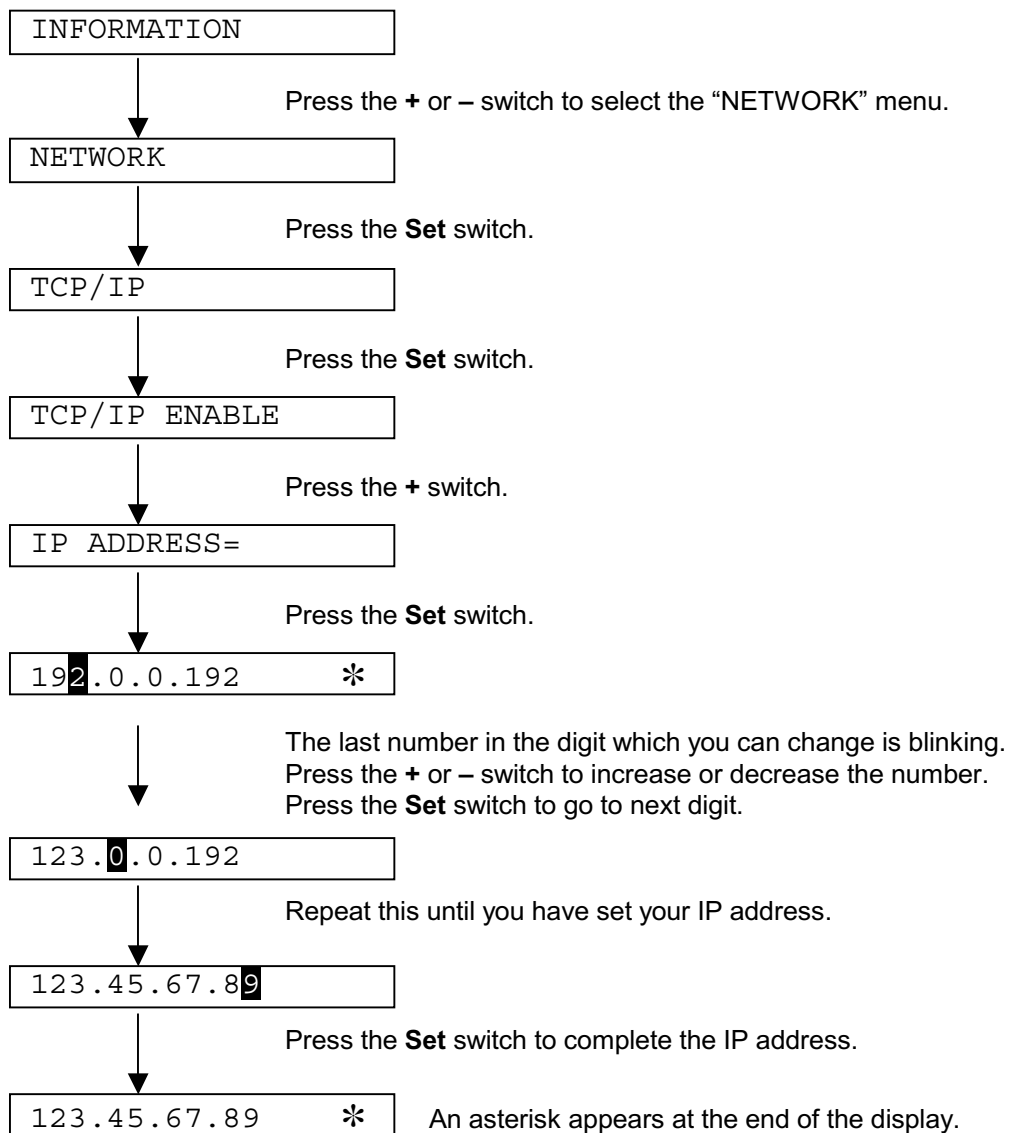 INFORMATION
Press the + or – switch to select the “NETWORK” menu.
NETWORK
Press the Set switch.
TCP/IP
Press the Set switch.
TCP/IP ENABLE
Press the + switch.
IP ADDRESS=
Press the Set switch.
192.0.0.192 *
The last number in the digit which you can change is blinking.
Press the + or – switch to increase or decrease the number.
Press the Set switch to go to next digit.
123.0.0.192
Repeat this until you have set your IP address.
123.45.67.89
Press the Set switch to complete the IP address.
123.45.67.89 * An asterisk appears at the end of the display.